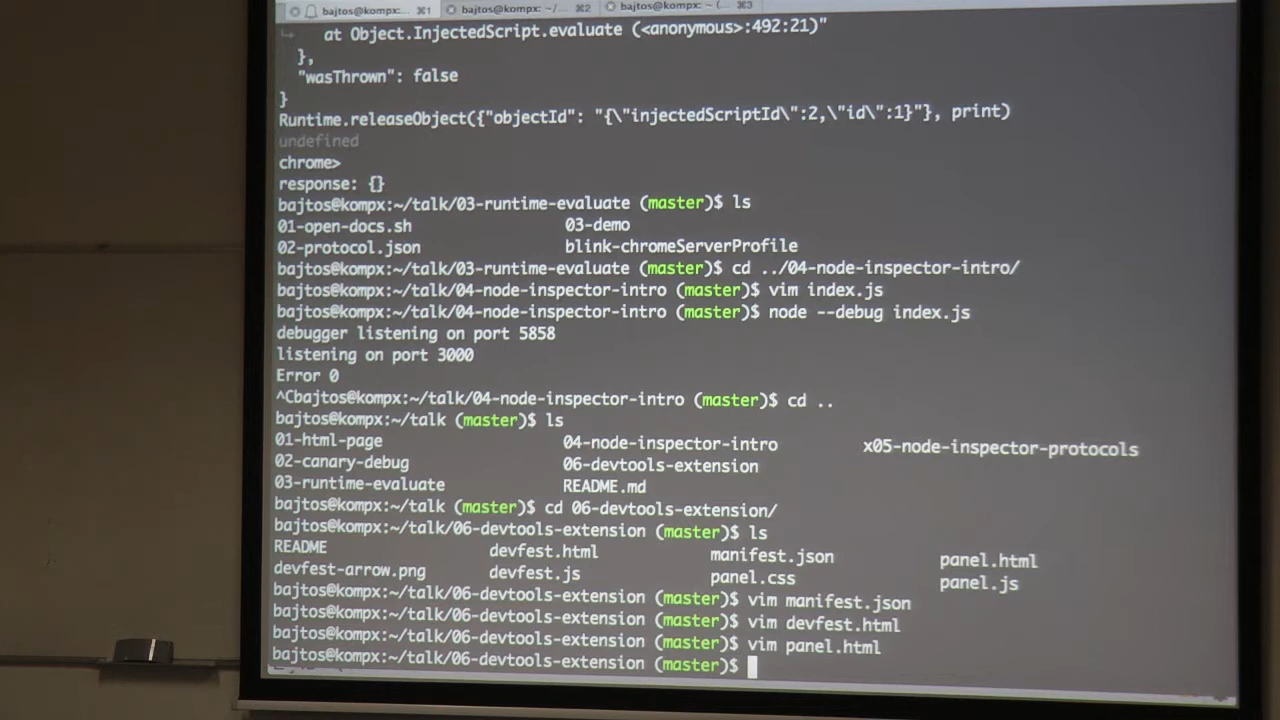 bajtos@kompx:... ⌘1 bajtos@kompx: ~/... ⌘2 bajtos@kompx: ~ (... ⌘3
at Object.InjectedScript.evaluate (<anonymous>:492:21)"
},
"wasThrown": false
}
Runtime.releaseObject({"objectId": "{\"injectedScriptId\":2,\"id\":1}"}, print)
undefined
chrome>
response: {}
bajtos@kompx:~/talk/03-runtime-evaluate (master)$ ls
01-open-docs.sh 03-demo
02-protocol.json blink-chromeServerProfile
bajtos@kompx:~/talk/03-runtime-evaluate (master)$ cd ../04-node-inspector-intro/
bajtos@kompx:~/talk/04-node-inspector-intro (master)$ vim index.js
bajtos@kompx:~/talk/04-node-inspector-intro (master)$ node --debug index.js
debugger listening on port 5858
listening on port 3000
Error 0
^Cbajtos@kompx:~/talk/04-node-inspector-intro (master)$ cd ..
bajtos@kompx:~/talk (master)$ ls
01-html-page 04-node-inspector-intro x05-node-inspector-protocols
02-canary-debug 06-devtools-extension
03-runtime-evaluate README.md
bajtos@kompx:~/talk (master)$ cd 06-devtools-extension/
bajtos@kompx:~/talk/06-devtools-extension (master)$ ls
README devfest.html manifest.json panel.html
devfest-arrow.png devfest.js panel.css panel.js
bajtos@kompx:~/talk/06-devtools-extension (master)$ vim manifest.json
bajtos@kompx:~/talk/06-devtools-extension (master)$ vim devfest.html
bajtos@kompx:~/talk/06-devtools-extension (master)$ vim panel.html
bajtos@kompx:~/talk/06-devtools-extension (master)$